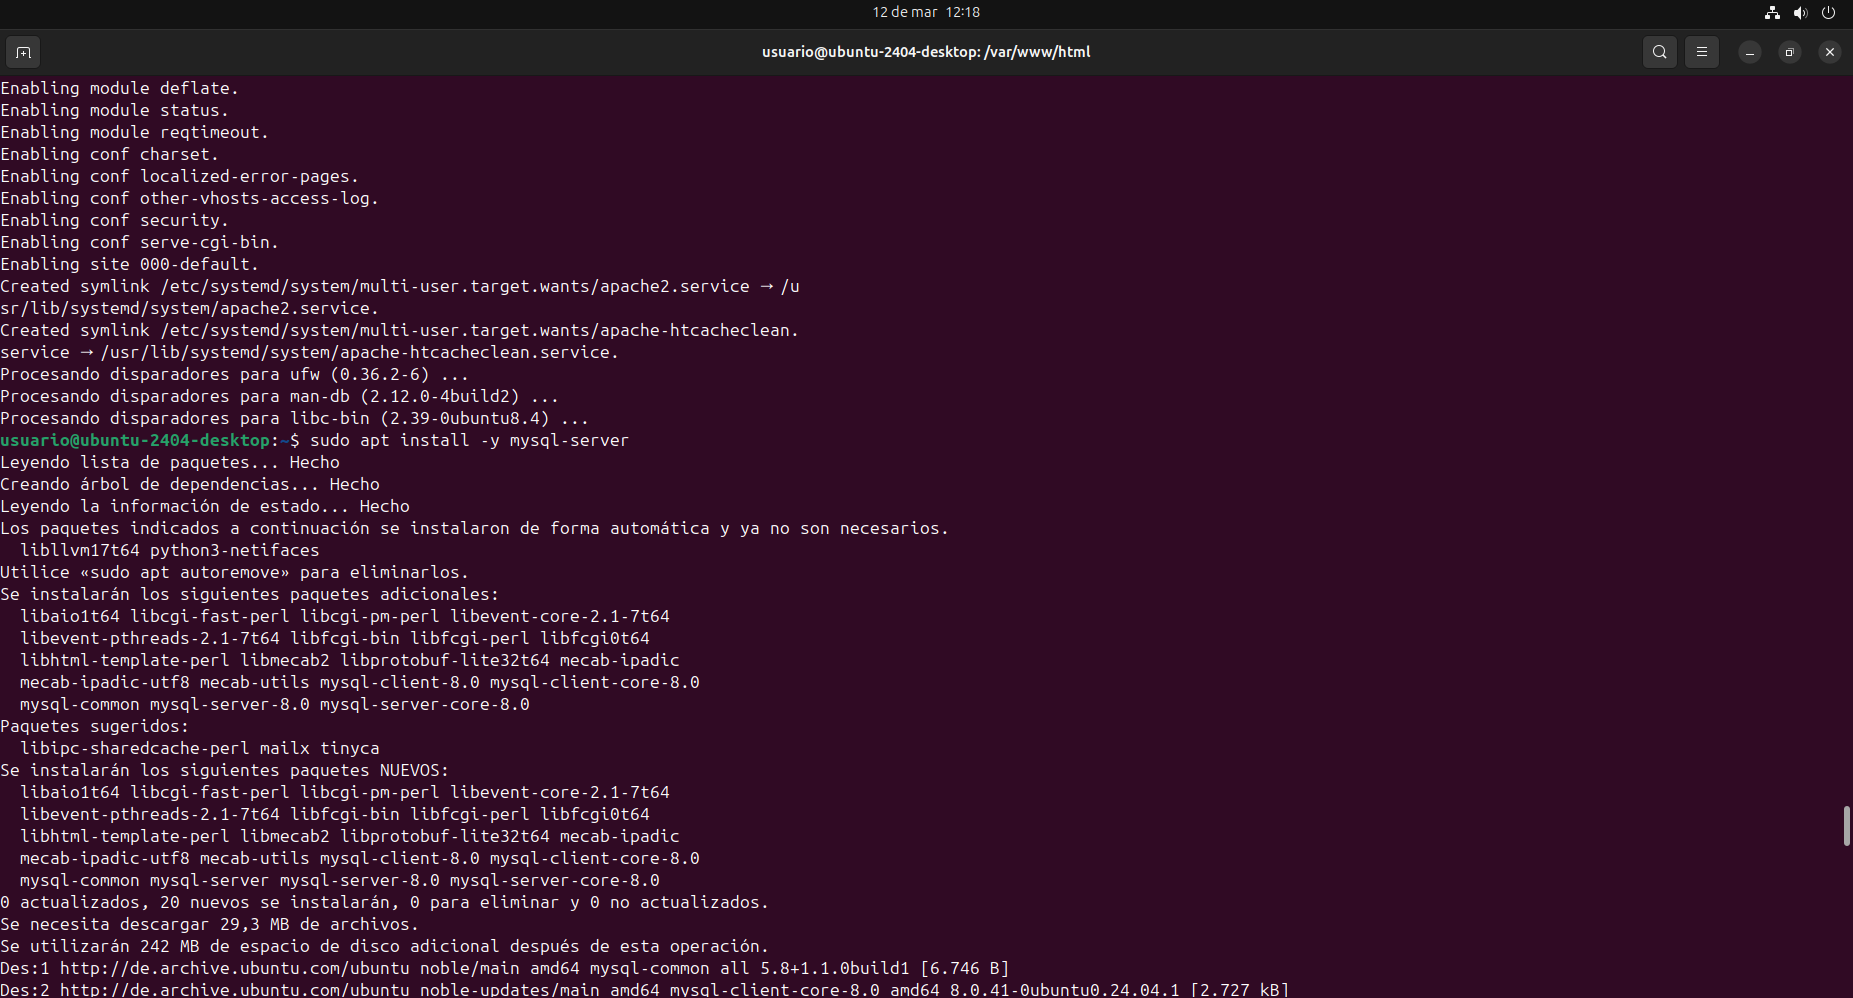 12 de mar 12:18
usuario@ubuntu-2404-desktop: /var/www/html
Enabling module deflate.
Enabling module status.
Enabling module reqtimeout.
Enabling conf charset.
Enabling conf localized-error-pages.
Enabling conf other-vhosts-access-log.
Enabling conf security.
Enabling conf serve-cgi-bin.
Enabling site 000-default.
Created symlink /etc/systemd/system/multi-user.target.wants/apache2.service → /u
sr/lib/systemd/system/apache2.service.
Created symlink /etc/systemd/system/multi-user.target.wants/apache-htcacheclean.
service → /usr/lib/systemd/system/apache-htcacheclean.service.
Procesando disparadores para ufw (0.36.2-6) ...
Procesando disparadores para man-db (2.12.0-4build2) ...
Procesando disparadores para libc-bin (2.39-0ubuntu8.4) ...
usuario@ubuntu-2404-desktop:~$ sudo apt install -y mysql-server
Leyendo lista de paquetes... Hecho
Creando árbol de dependencias... Hecho
Leyendo la información de estado... Hecho
Los paquetes indicados a continuación se instalaron de forma automática y ya no son necesarios.
  libllvm17t64 python3-netifaces
Utilice «sudo apt autoremove» para eliminarlos.
Se instalarán los siguientes paquetes adicionales:
  libaio1t64 libcgi-fast-perl libcgi-pm-perl libevent-core-2.1-7t64
  libevent-pthreads-2.1-7t64 libfcgi-bin libfcgi-perl libfcgi0t64
  libhtml-template-perl libmecab2 libprotobuf-lite32t64 mecab-ipadic
  mecab-ipadic-utf8 mecab-utils mysql-client-8.0 mysql-client-core-8.0
  mysql-common mysql-server-8.0 mysql-server-core-8.0
Paquetes sugeridos:
  libipc-sharedcache-perl mailx tinyca
Se instalarán los siguientes paquetes NUEVOS:
  libaio1t64 libcgi-fast-perl libcgi-pm-perl libevent-core-2.1-7t64
  libevent-pthreads-2.1-7t64 libfcgi-bin libfcgi-perl libfcgi0t64
  libhtml-template-perl libmecab2 libprotobuf-lite32t64 mecab-ipadic
  mecab-ipadic-utf8 mecab-utils mysql-client-8.0 mysql-client-core-8.0
  mysql-common mysql-server mysql-server-8.0 mysql-server-core-8.0
0 actualizados, 20 nuevos se instalarán, 0 para eliminar y 0 no actualizados.
Se necesita descargar 29,3 MB de archivos.
Se utilizarán 242 MB de espacio de disco adicional después de esta operación.
Des:1 http://de.archive.ubuntu.com/ubuntu noble/main amd64 mysql-common all 5.8+1.1.0build1 [6.746 B]
Des:2 http://de.archive.ubuntu.com/ubuntu noble-updates/main amd64 mysql-client-core-8.0 amd64 8.0.41-0ubuntu0.24.04.1 [2.727 kB]